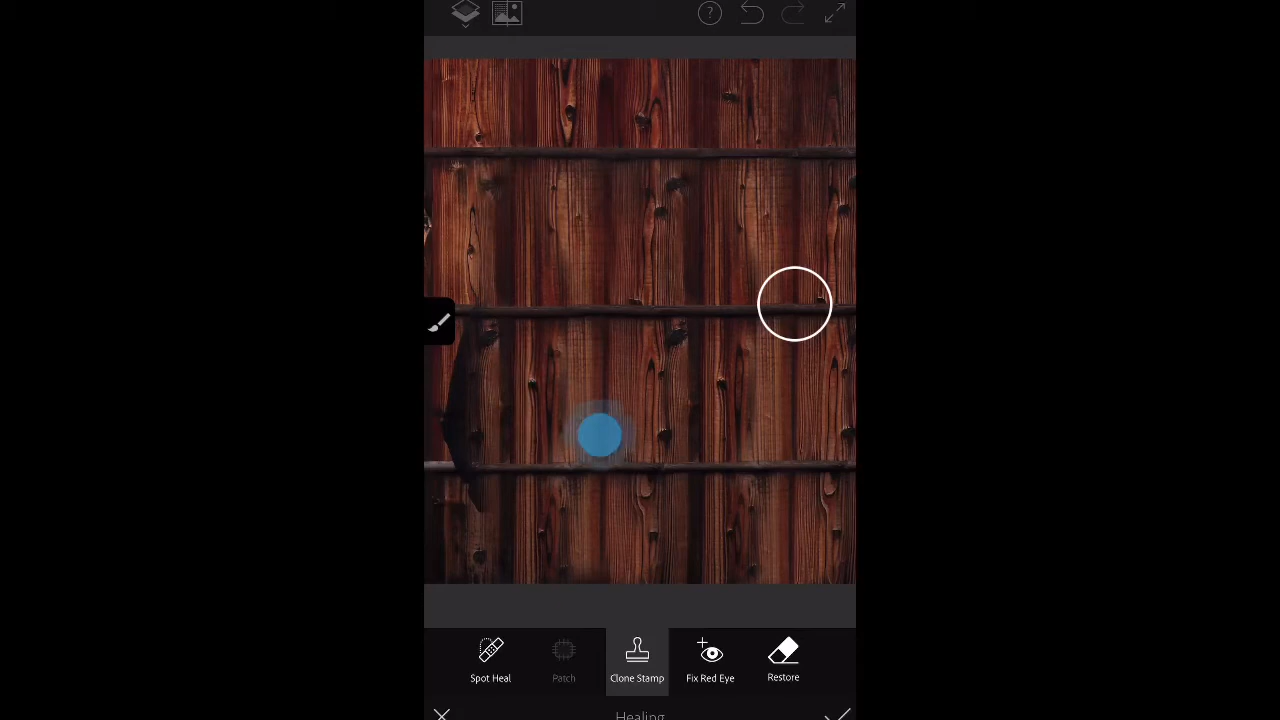 ?
Spot Heal
Patch
Clone Stamp
Fix Red Eye
Restore
Healing